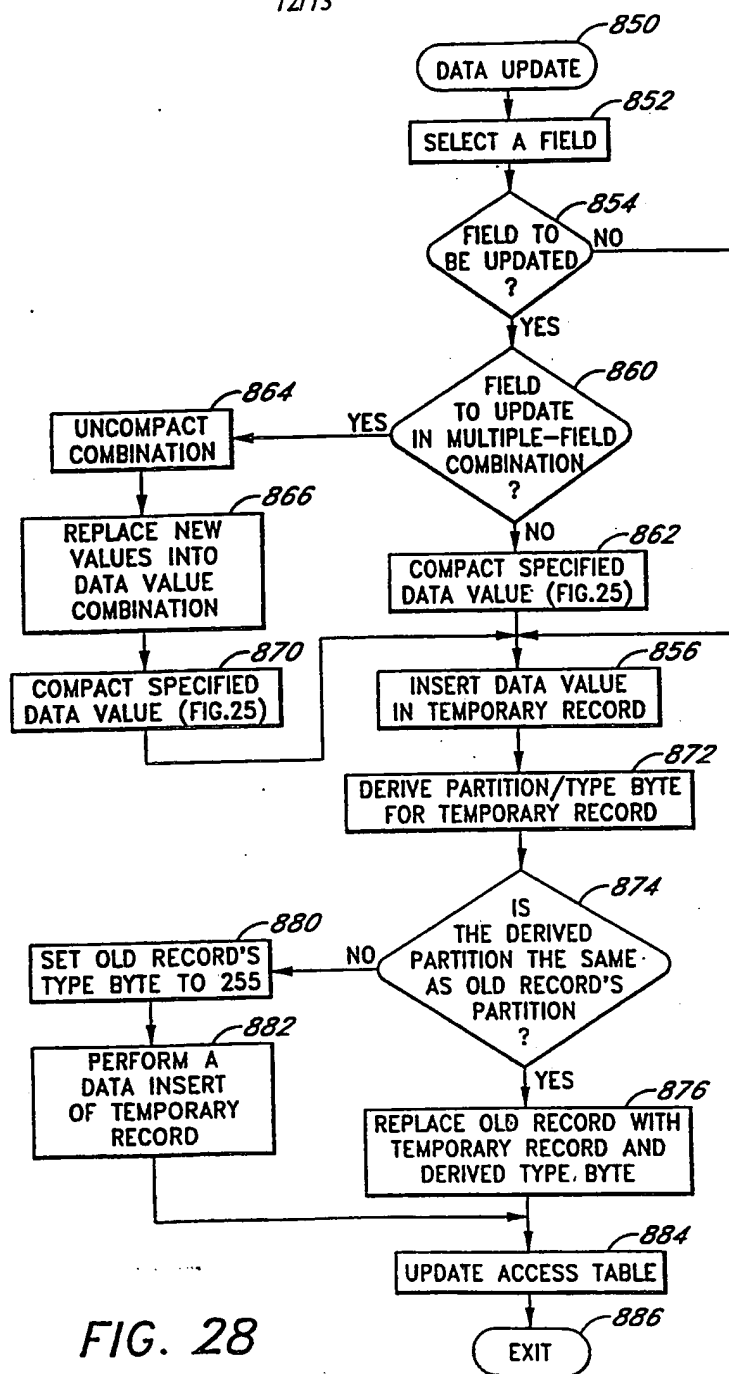 12/13
850
DATA UPDATE
852
SELECT A FIELD
854
FIELD TO
BE UPDATED
?
NO
YES
860
FIELD
TO UPDATE
IN MULTIPLE-FIELD
COMBINATION
?
YES
NO
864
UNCOMPACT
COMBINATION
866
REPLACE NEW
VALUES INTO
DATA VALUE
COMBINATION
862
COMPACT SPECIFIED
DATA VALUE (FIG.25)
870
COMPACT SPECIFIED
DATA VALUE (FIG.25)
856
INSERT DATA VALUE
IN TEMPORARY RECORD
872
DERIVE PARTITION/TYPE BYTE
FOR TEMPORARY RECORD
874
IS
THE DERIVED
PARTITION THE SAME
AS OLD RECORD'S
PARTITION
?
NO
YES
880
SET OLD RECORD'S
TYPE BYTE TO 255
882
PERFORM A
DATA INSERT
OF TEMPORARY
RECORD
876
REPLACE OLD RECORD WITH
TEMPORARY RECORD AND
DERIVED TYPE. BYTE
884
UPDATE ACCESS TABLE
886
EXIT
FIG. 28